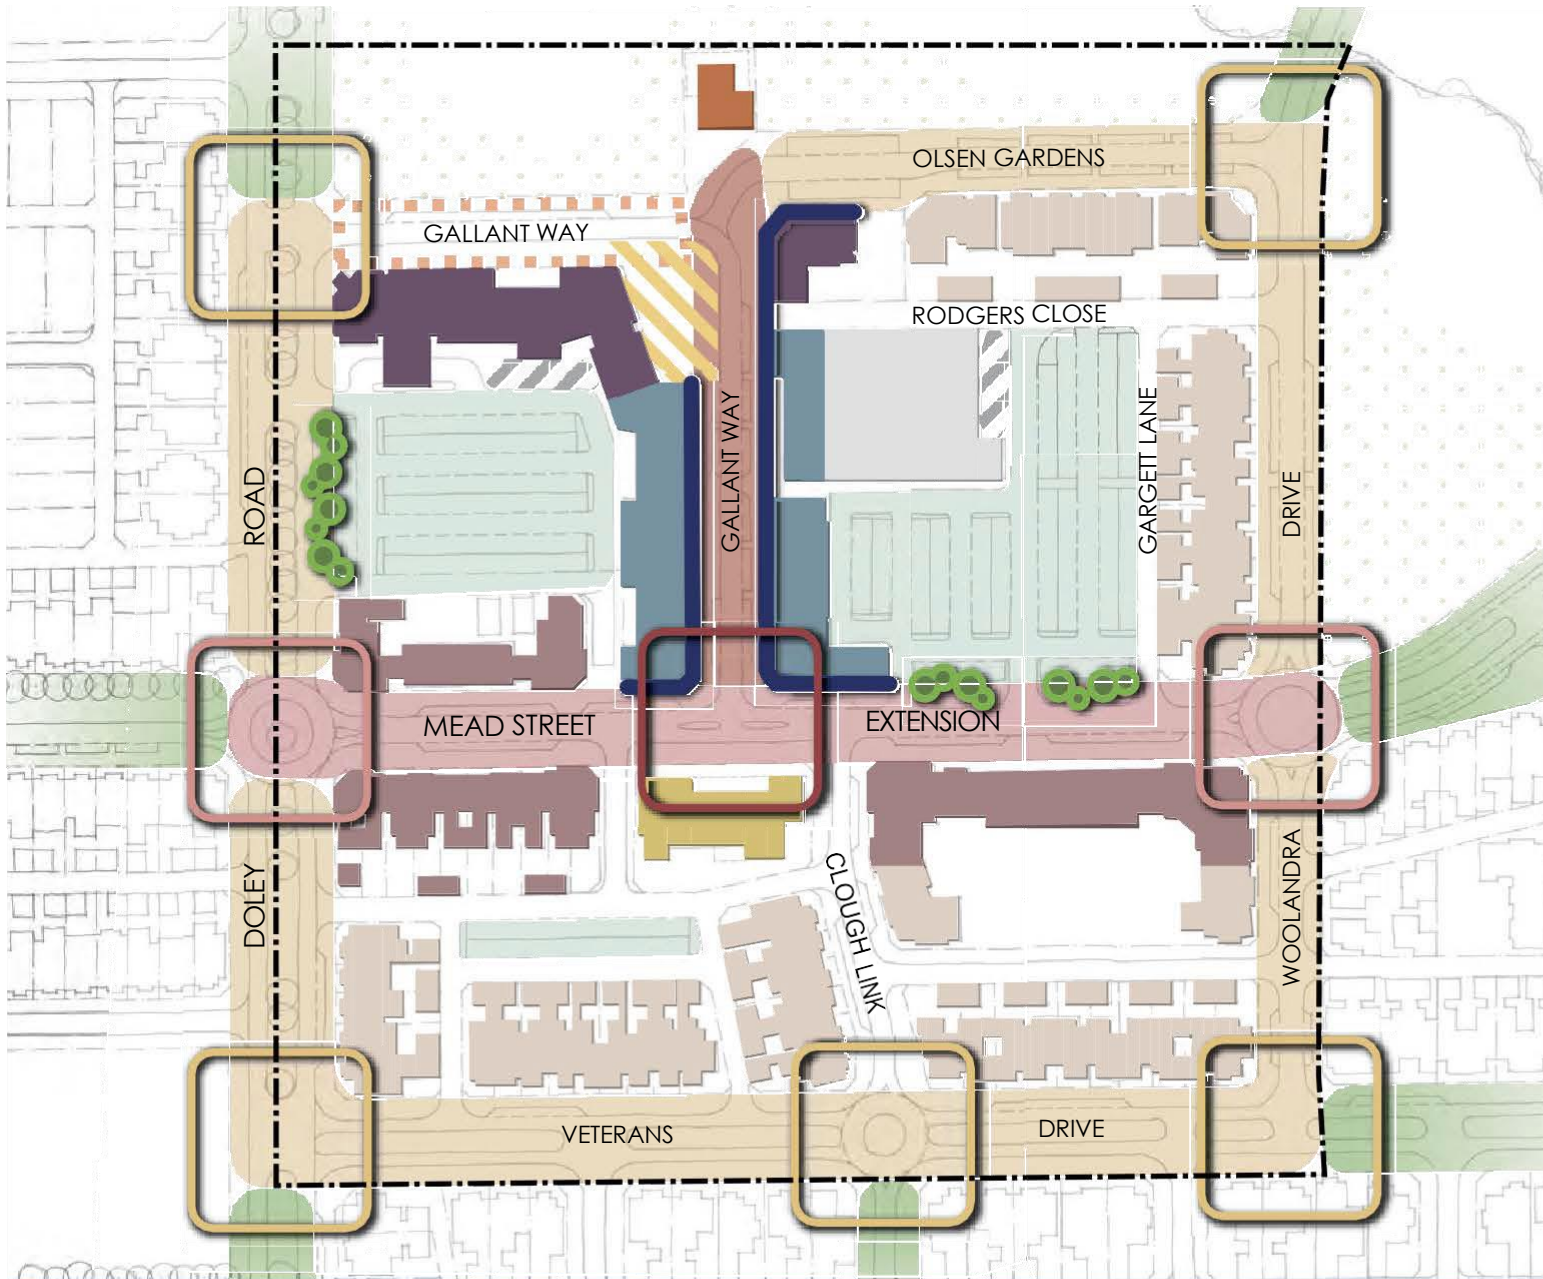 OLSEN GARDENS
GALLANT WAY
RODGERS CLOSE
GALLANT WAY
GARGETT LANE
ROAD
DRIVE
MEAD STREET
EXTENSION
DOLEY
CLOUGH LINK
WOOLANDRA
VETERANS
DRIVE